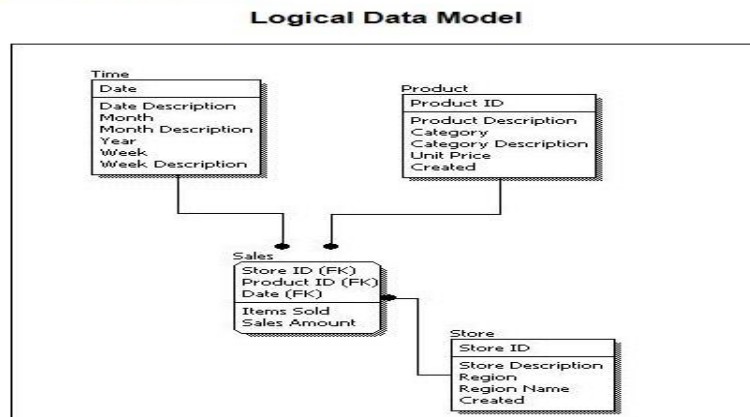 Logical Data Model
Time
Date
Date Description
Month
Month Description
Year
Week
Week Description
Product
Product ID
Product Description
Category
Category Description
Unit Price
Created
Sales
Store ID (FK)
Product ID (FK)
Date (FK)
Items Sold
Sales Amount
Store
Store ID
Store Description
Region
Region Name
Created